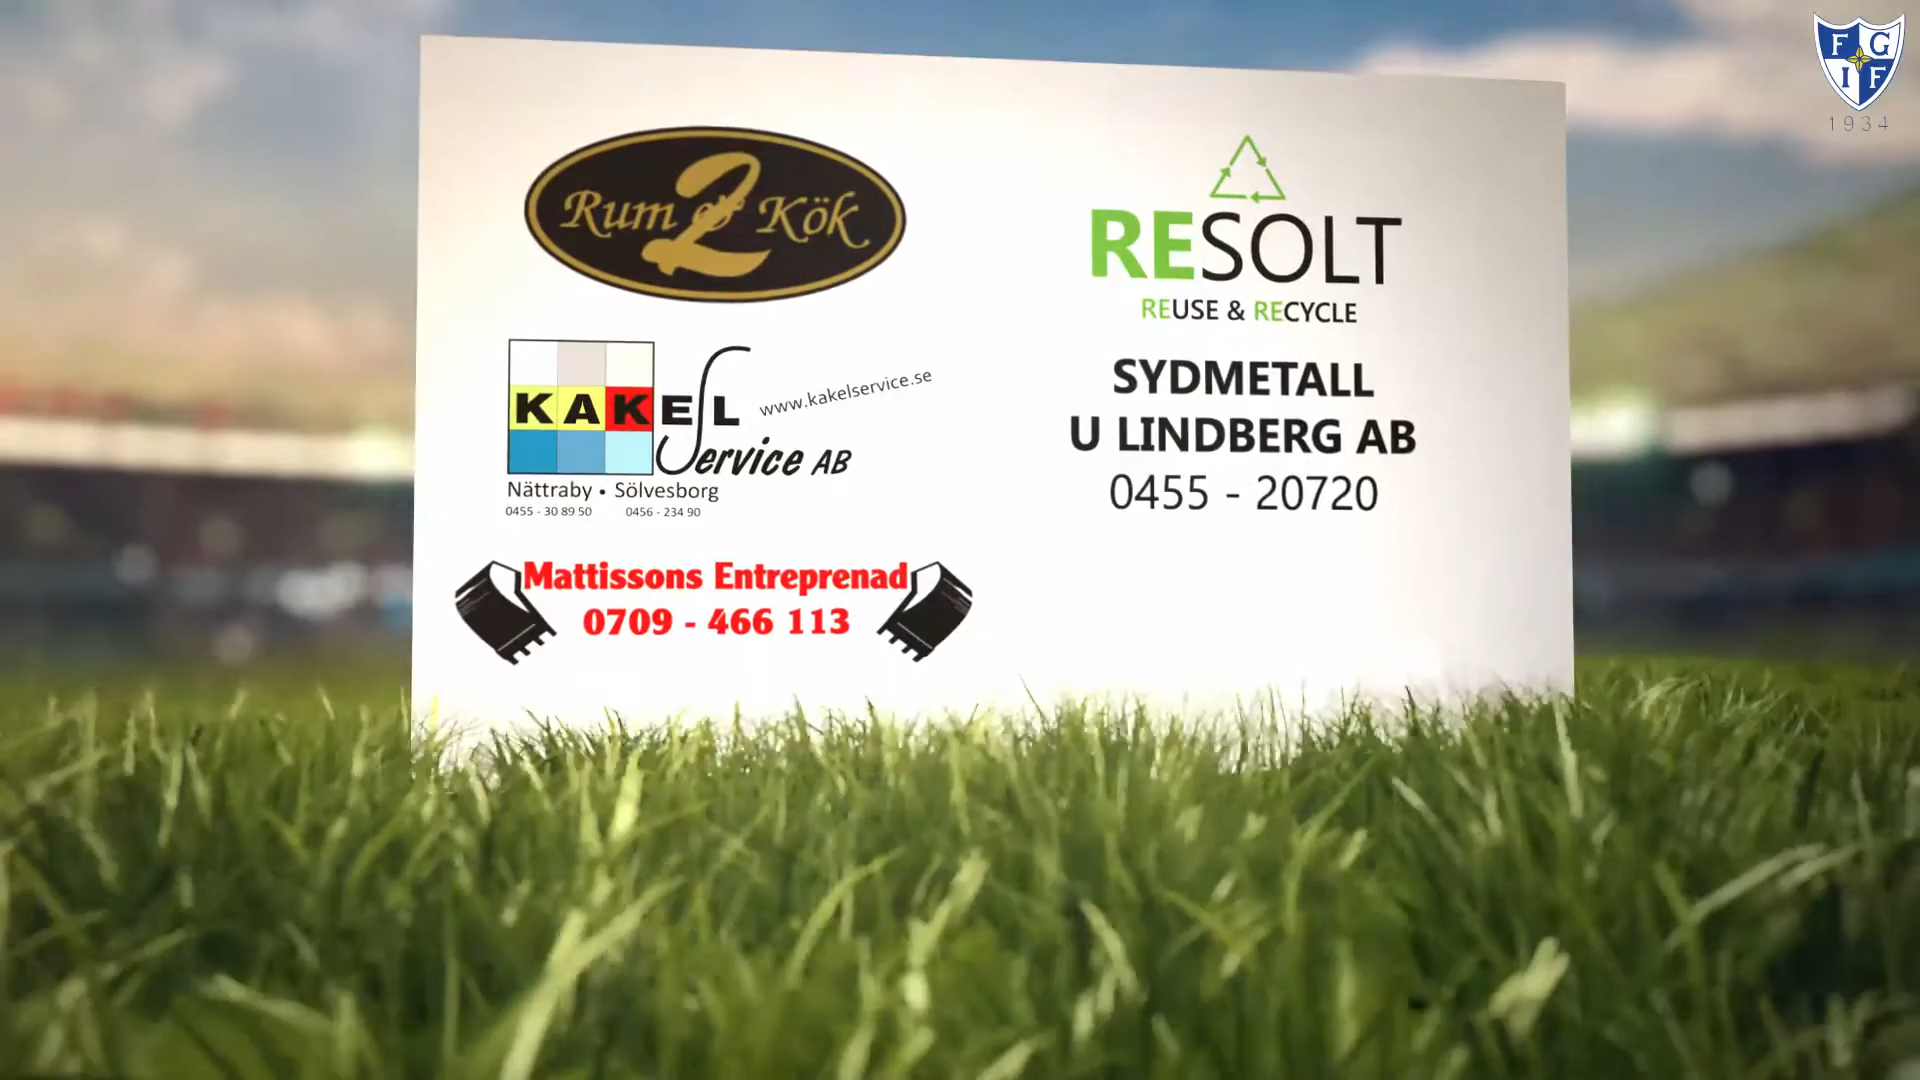 Rum & Kök
2
KAKEL
Service AB
www.kakelservice.se
Nättraby • Sölvesborg
0455 - 30 89 50 0456 - 234 90
Mattissons Entreprenad
0709 - 466 113
RESOLT
REUSE & RECYCLE
SYDMETALL
U LINDBERG AB
0455 - 20720
F G
I F
1934